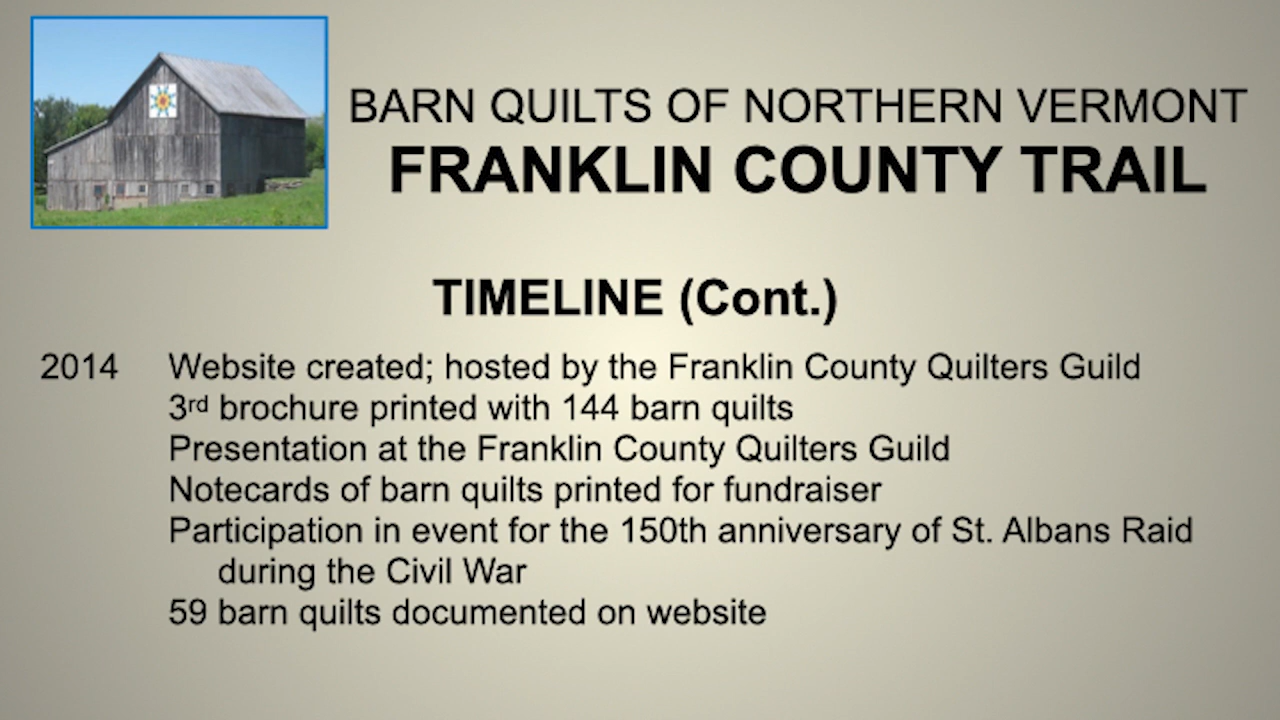 BARN QUILTS OF NORTHERN VERMONT
FRANKLIN COUNTY TRAIL
TIMELINE (Cont.)
2014 Website created; hosted by the Franklin County Quilters Guild
3rd brochure printed with 144 barn quilts
Presentation at the Franklin County Quilters Guild
Notecards of barn quilts printed for fundraiser
Participation in event for the 150th anniversary of St. Albans Raid
during the Civil War
59 barn quilts documented on website